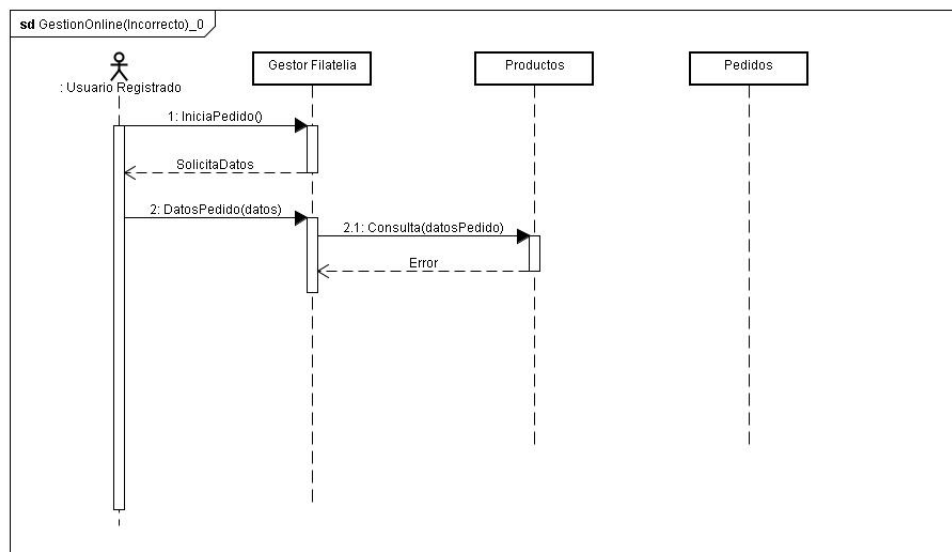 sd GestionOnline(Incorrecto)_0
: Usuario Registrado
Gestor Filatelia
Productos
Pedidos
1: IniciaPedido()
SolicitaDatos
2: DatosPedido(datos)
2.1: Consulta(datosPedido)
Error